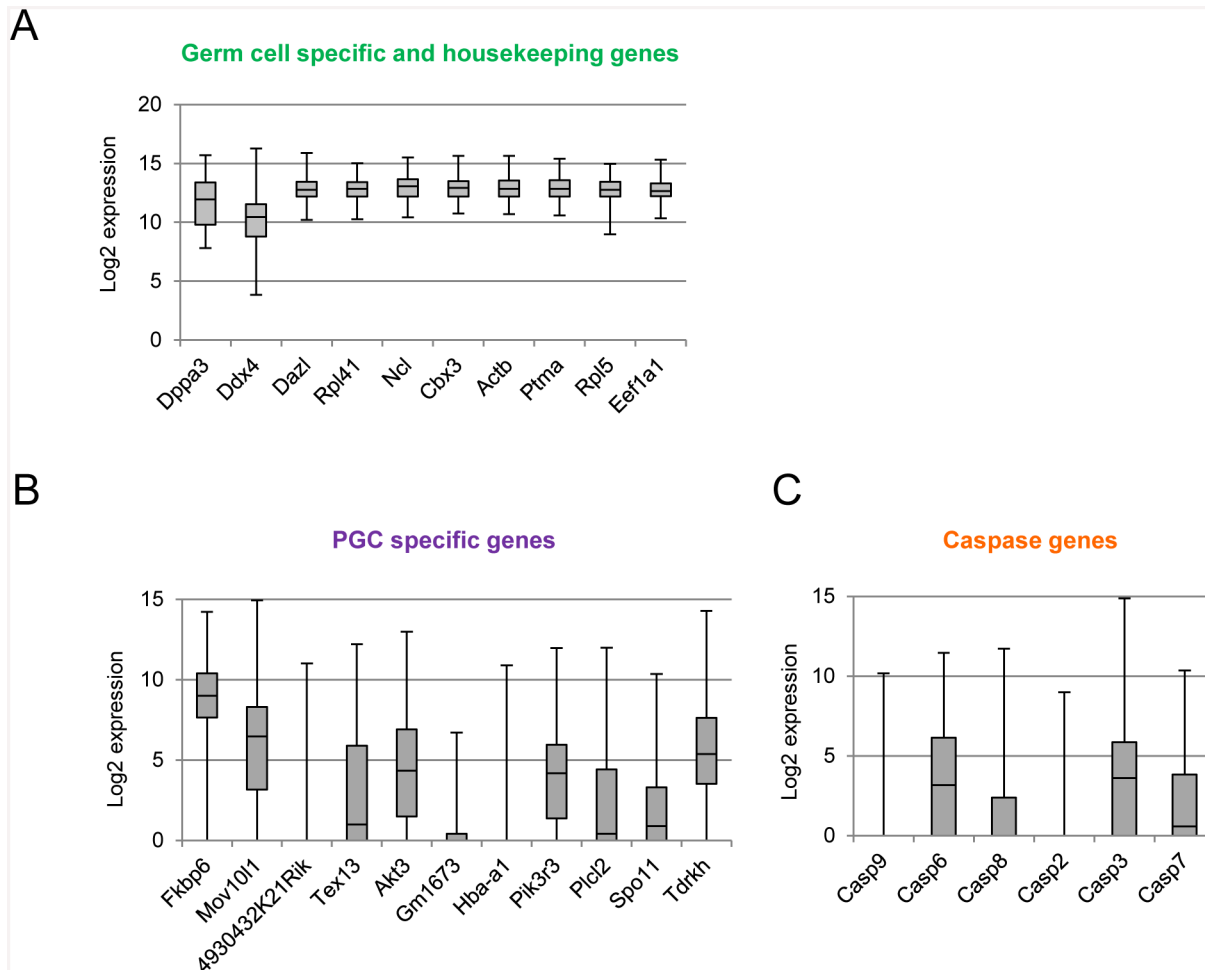 A
Germ cell specific and housekeeping genes
Log2 expression
20
15
10
5
0
Dppa3
Ddx4
Dazl
Rpl41
Ncl
Cbx3
Actb
Ptma
Rpl5
Eef1a1
B
PGC specific genes
Log2 expression
15
10
5
0
Fkbp6
Mov10l1
4930432K21Rik
Tex13
Akt3
Gm1673
Hba-a1
Pik3r3
Plcl2
Spo11
Tdrkh
C
Caspase genes
Log2 expression
15
10
5
0
Casp9
Casp6
Casp8
Casp2
Casp3
Casp7